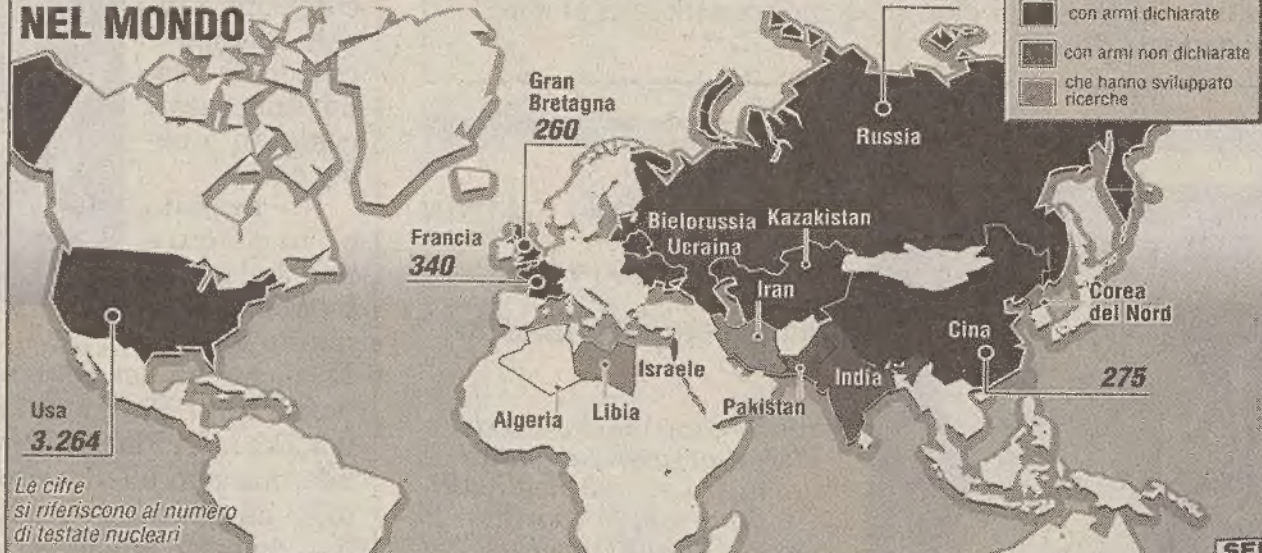 NEL MONDO
con armi dichiarate
con armi non dichiarate
che hanno sviluppato
ricerche
Gran
Bretagna
260
Russia
Francia
340
Bielorussia
Kazakistan
Ucraina
Iran
Corea
del Nord
Cina
275
Israele
India
Pakistan
Libia
Algeria
Usa
3.264
Le cifre
si riferiscono al numero
di testate nucleari